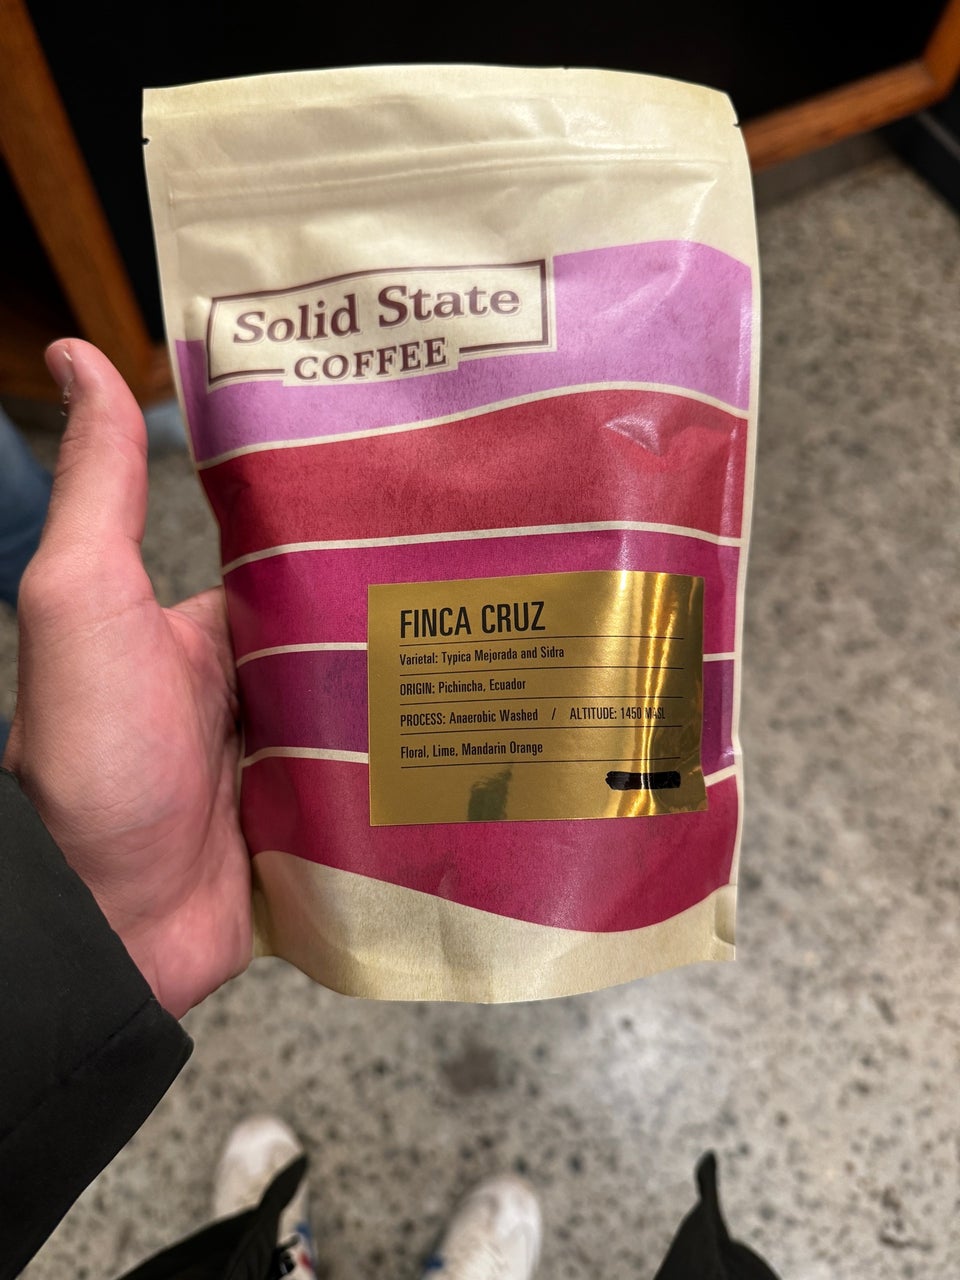 Solid State
COFFEE
FINCA CRUZ
Varietal: Typica Mejorada and Sidra
ORIGIN: Pichincha, Ecuador
PROCESS: Anaerobic Washed / ALTITUDE: 1450 MASL
Floral, Lime, Mandarin Orange